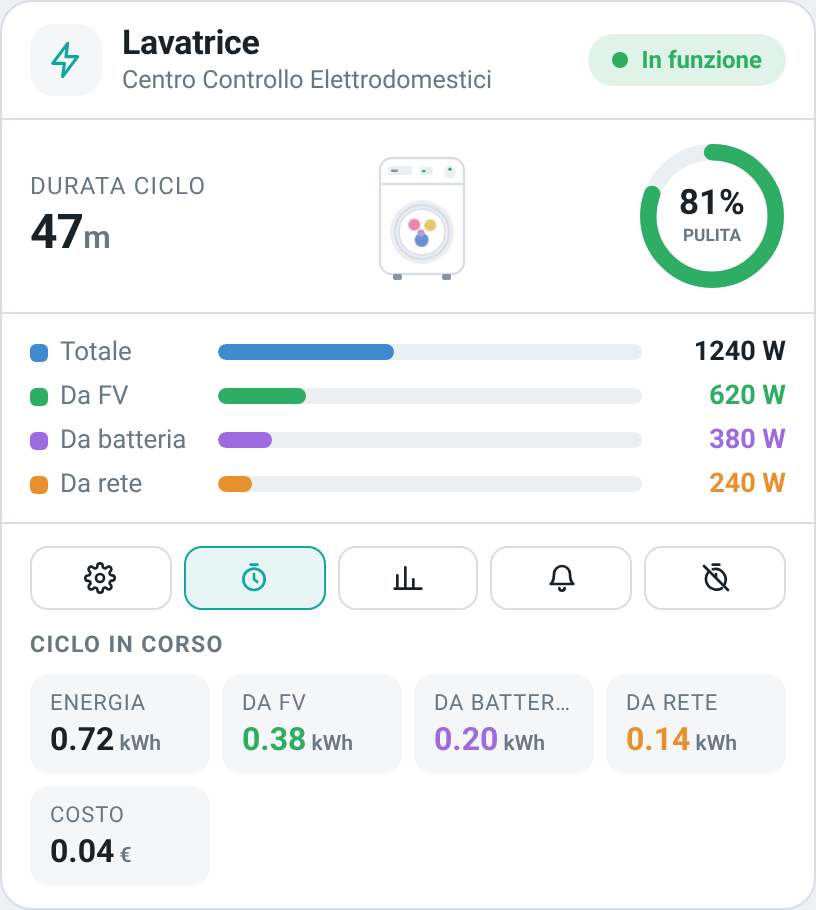 Lavatrice
Centro Controllo Elettrodomestici
In funzione
DURATA CICLO
47m
81%
PULITA
Totale 1240 W
Da FV 620 W
Da batteria 380 W
Da rete 240 W
CICLO IN CORSO
ENERGIA
0.72 kWh
DA FV
0.38 kWh
DA BATTER...
0.20 kWh
DA RETE
0.14 kWh
COSTO
0.04 €